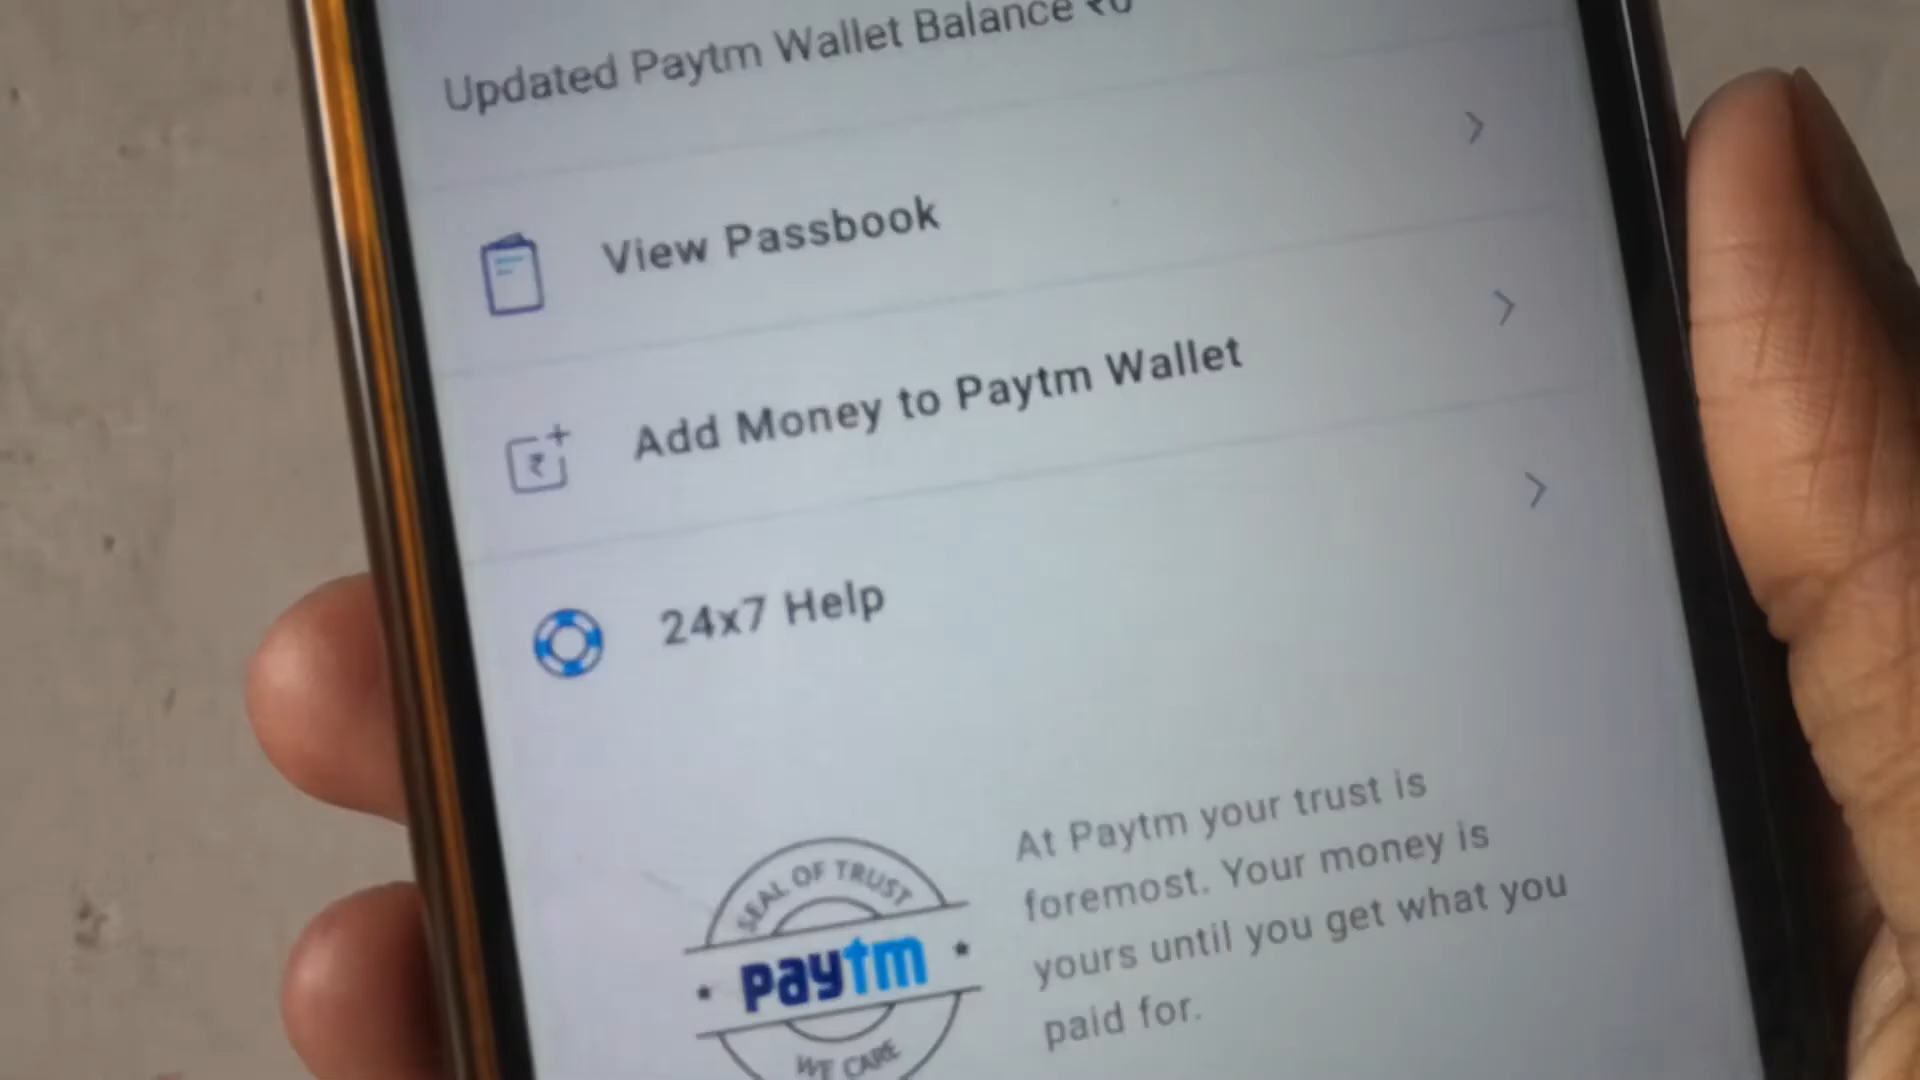 Updated Paytm Wallet Balance ₹0
View Passbook
Add Money to Paytm Wallet
₹
24x7 Help
SEAL OF TRUST
paytm
WE CARE
At Paytm your trust is
foremost. Your money is
yours until you get what you
paid for.